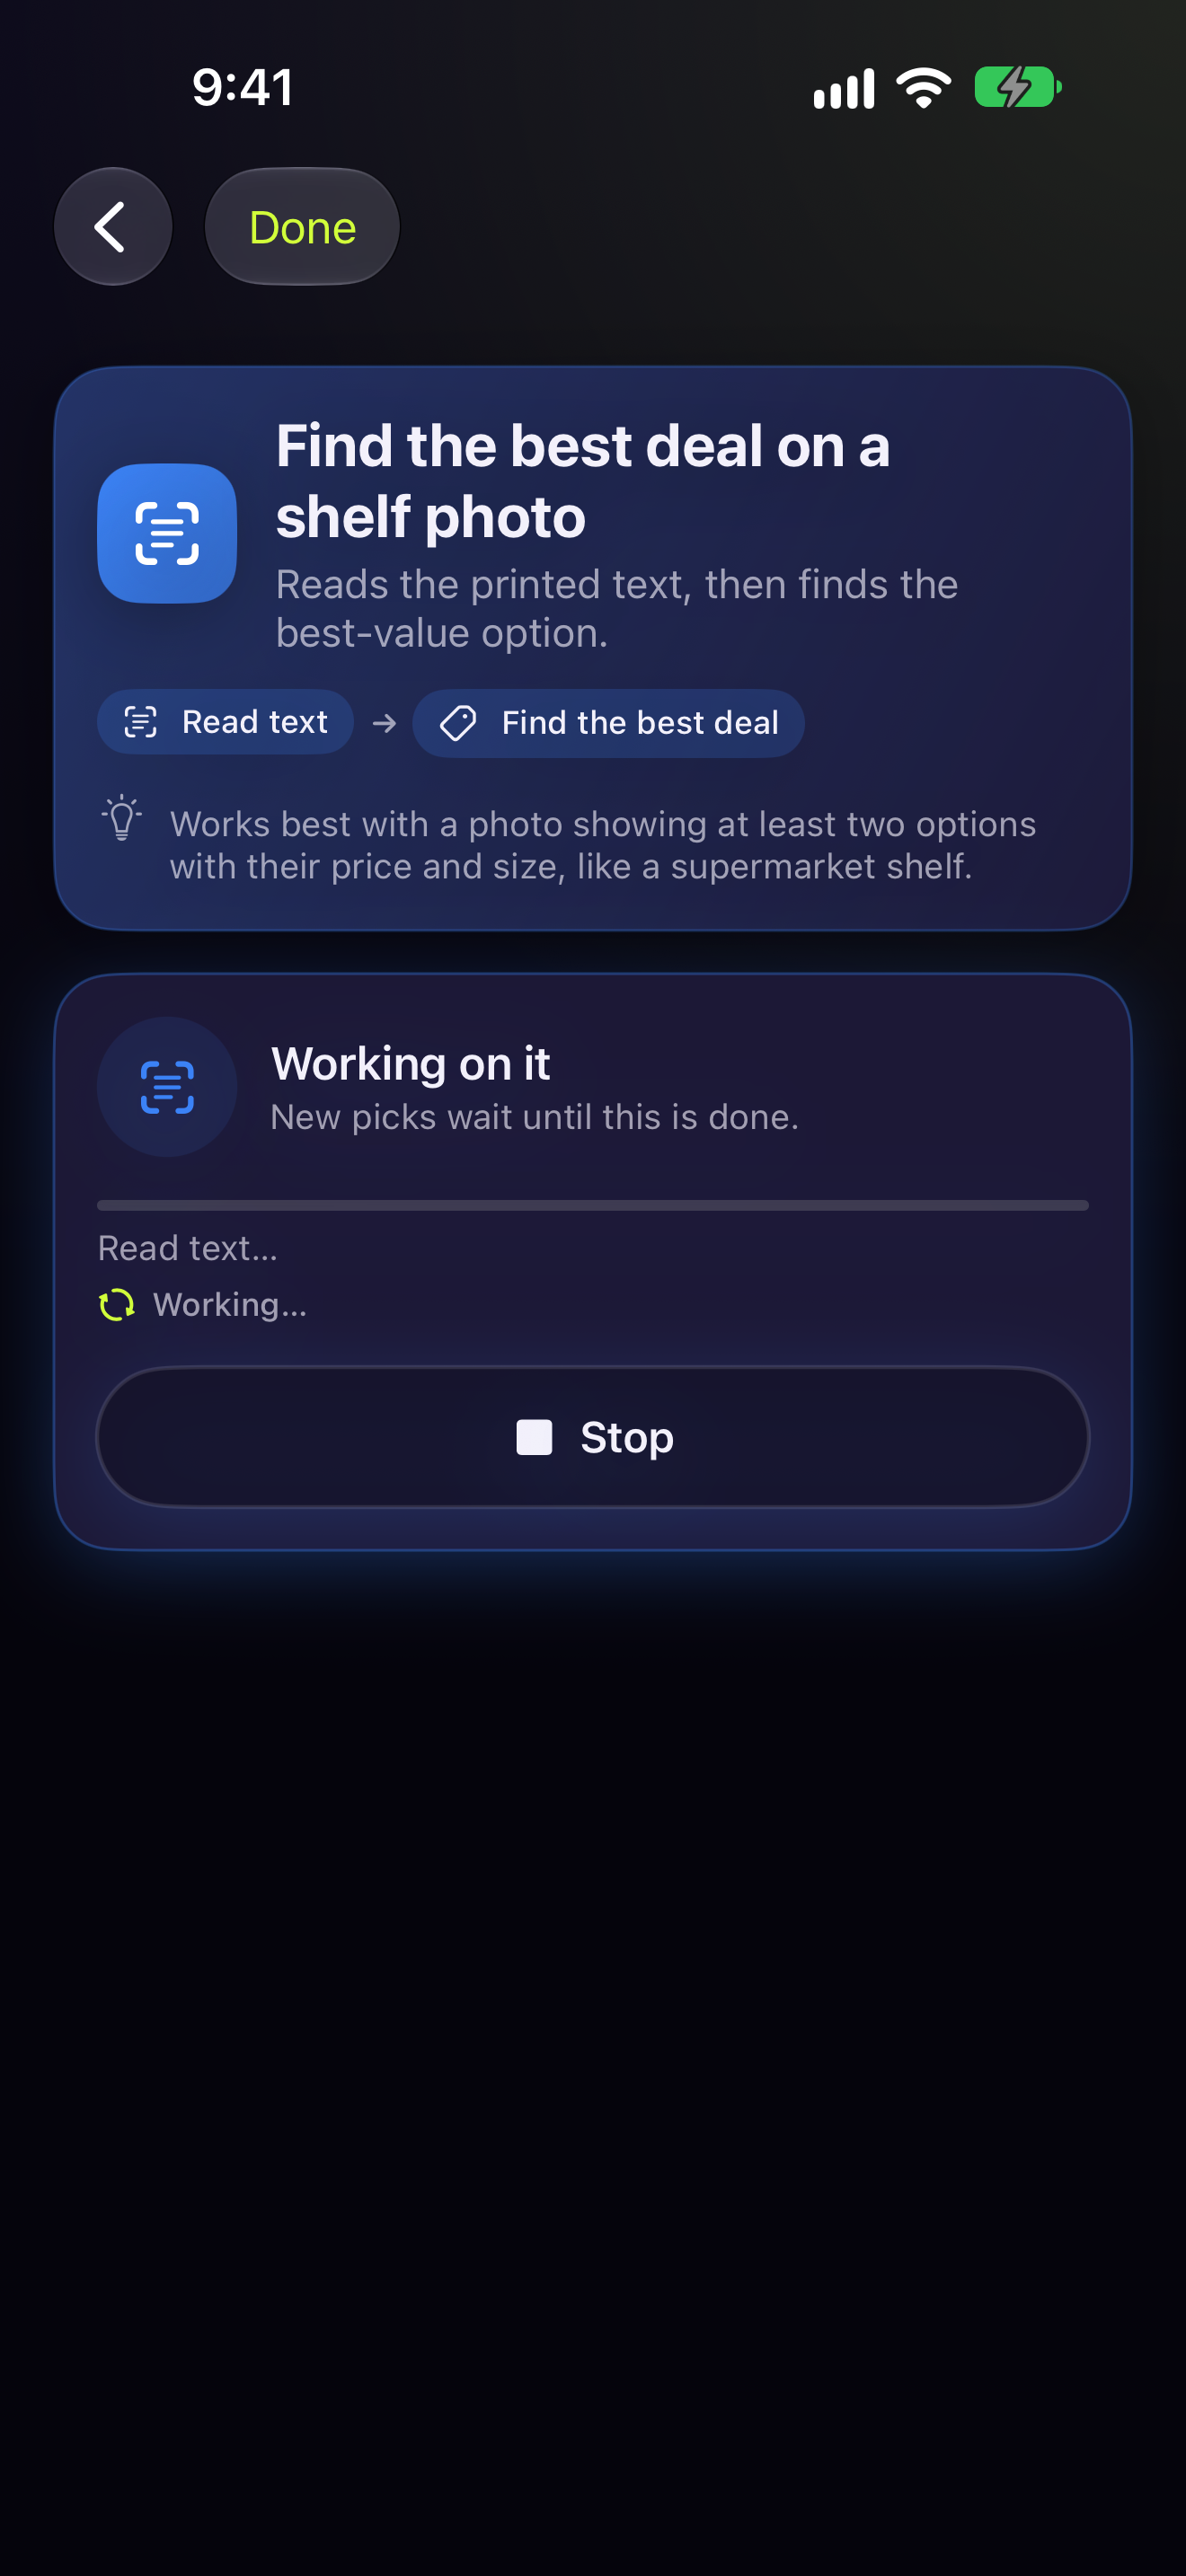 9:41
Done
Find the best deal on a
shelf photo
Reads the printed text, then finds the
best-value option.
Read text → Find the best deal
Works best with a photo showing at least two options
with their price and size, like a supermarket shelf.
Working on it
New picks wait until this is done.
Read text...
Working...
Stop